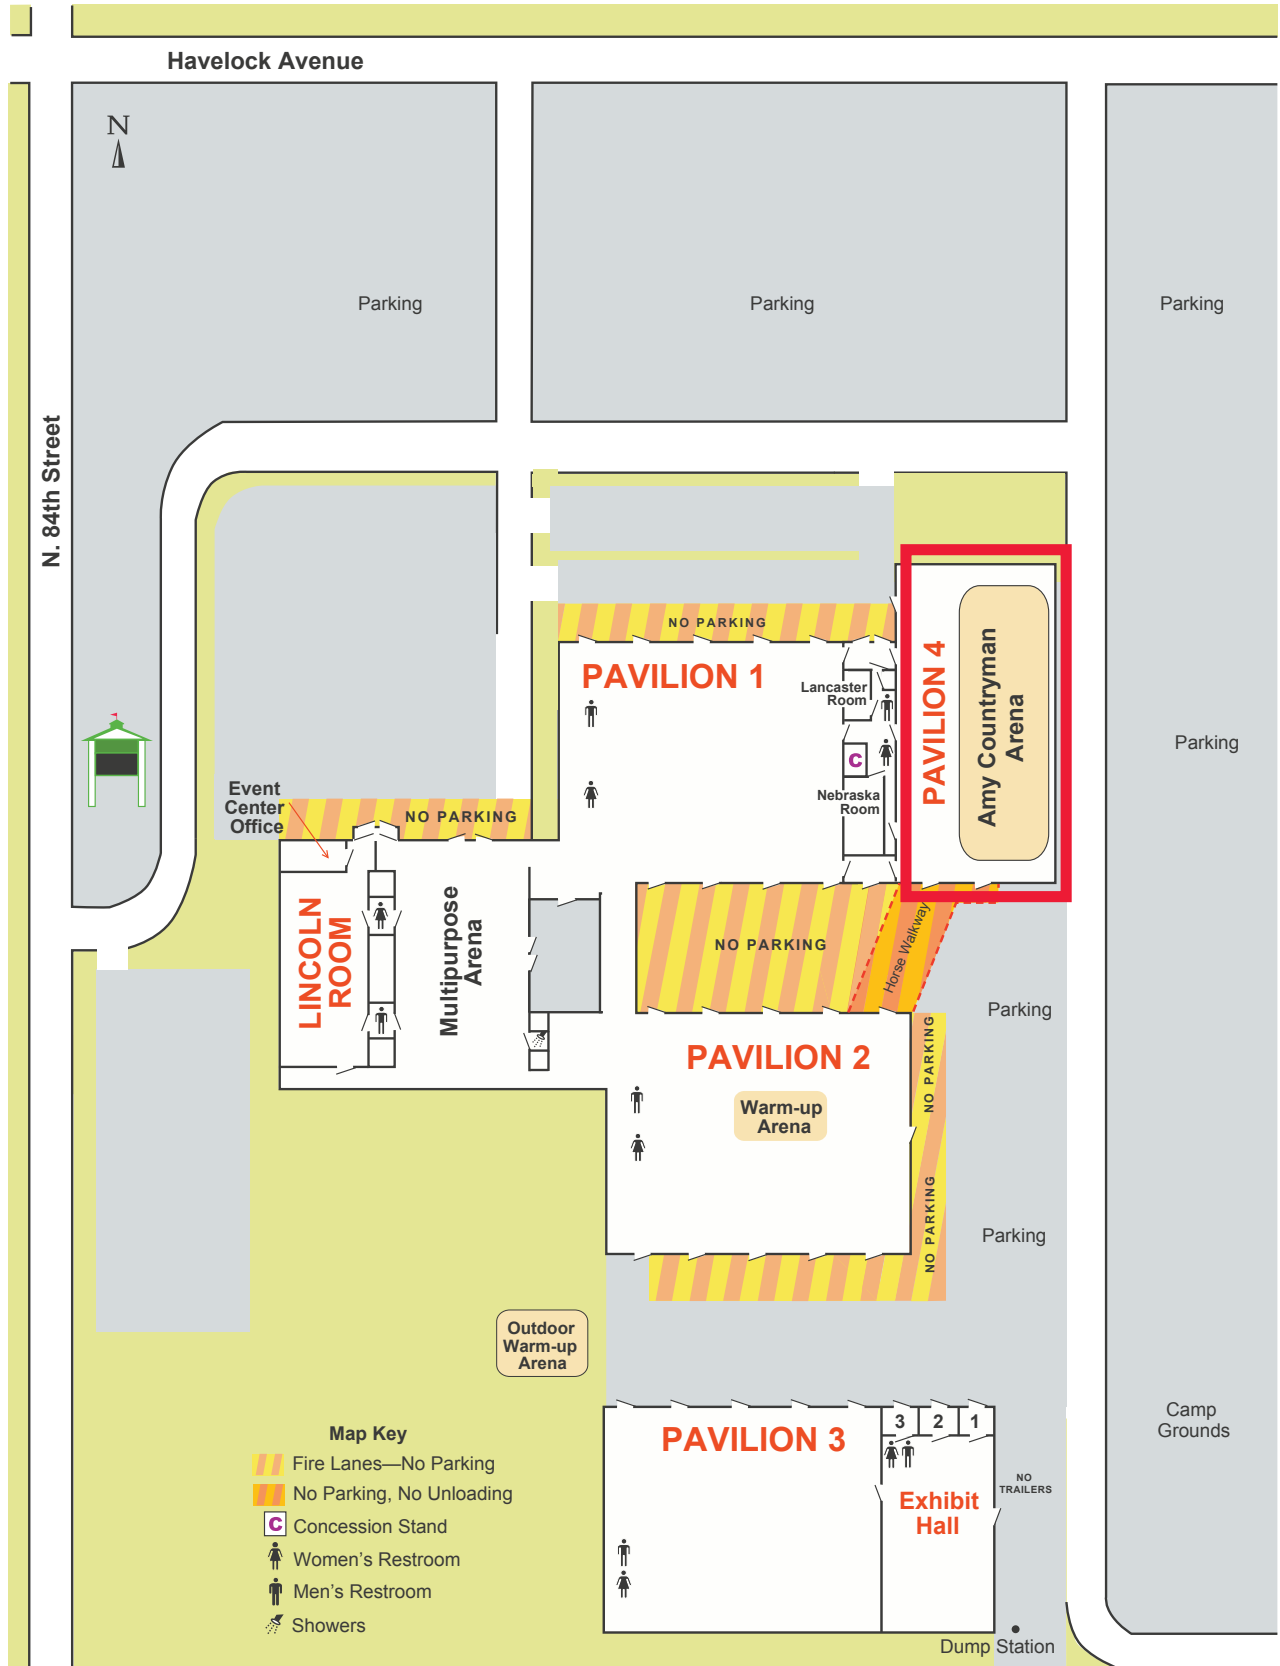 Havelock Avenue
N
Parking
Parking
Parking
N. 84th Street
NO PARKING
PAVILION 1
Lancaster
Room
C
Nebraska
Room
PAVILION 4
Amy Countryman
Arena
Parking
Event
Center
Office
NO PARKING
LINCOLN
ROOM
Multipurpose
Arena
NO PARKING
Horse Walkway
Parking
PAVILION 2
Warm-up
Arena
NO PARKING
NO PARKING
Parking
Outdoor
Warm-up
Arena
PAVILION 3
3
2
1
Exhibit
Hall
NO
TRAILERS
Camp
Grounds
Dump Station
Map Key
Fire Lanes—No Parking
No Parking, No Unloading
C Concession Stand
Women's Restroom
Men's Restroom
Showers